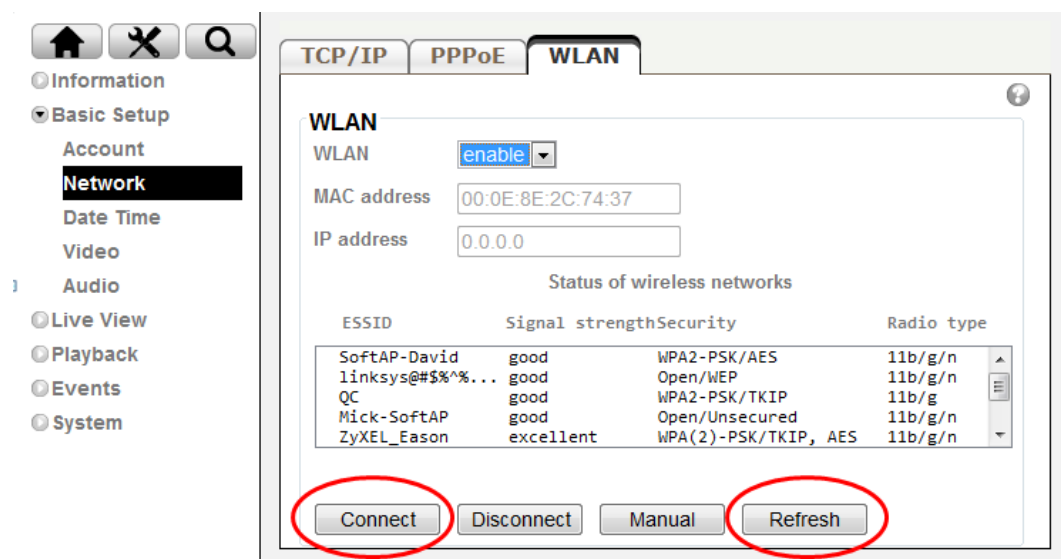 TCP/IP PPPoE WLAN
Information
Basic Setup
Account
Network
Date Time
Video
Audio
Live View
Playback
Events
System
WLAN
WLAN enable
MAC address 00:0E:8E:2C:74:37
IP address 0.0.0.0
Status of wireless networks
ESSID Signal strength Security Radio type
SoftAP-David good WPA2-PSK/AES 11b/g/n
linksys@#$%^%... good Open/WEP 11b/g/n
QC good WPA2-PSK/TKIP 11b/g
Mick-SoftAP good Open/Unsecured 11b/g/n
ZyXEL_Eason excellent WPA(2)-PSK/TKIP, AES 11b/g/n
Connect Disconnect Manual Refresh